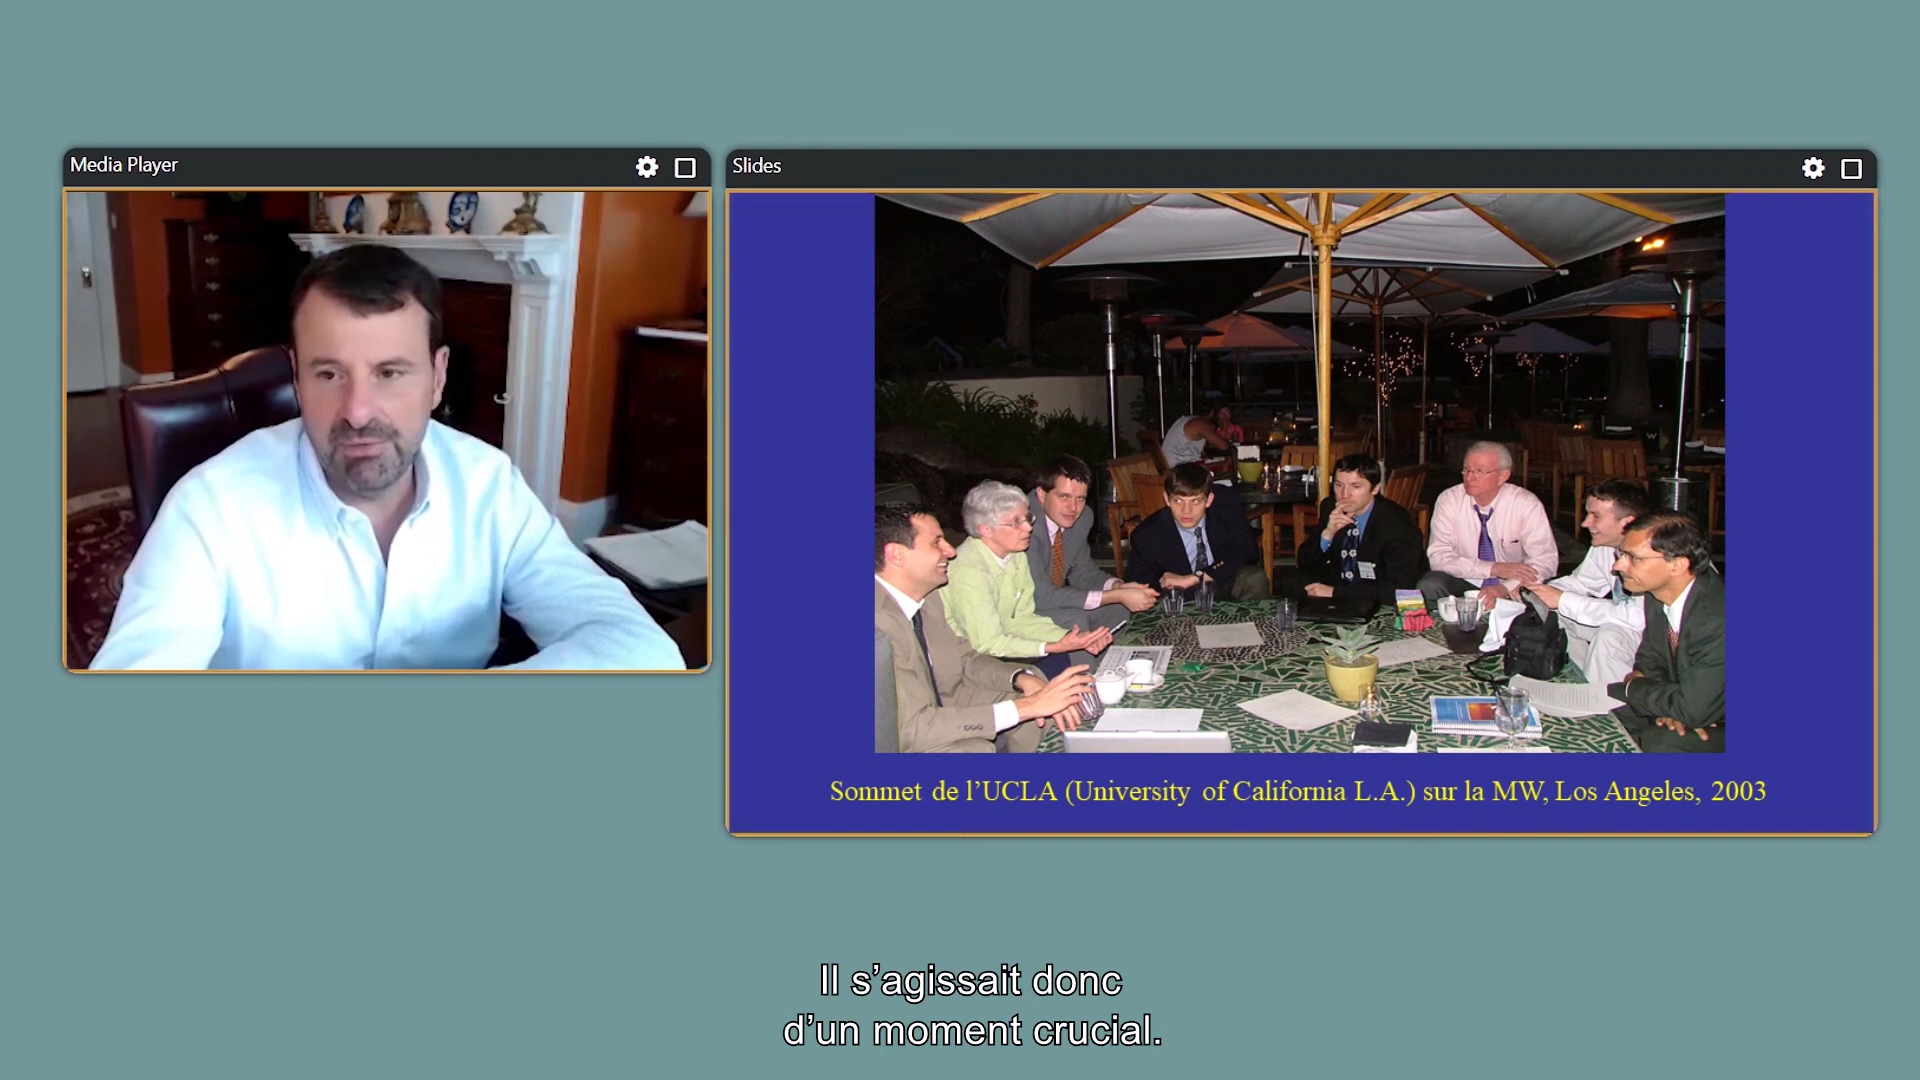 Media Player
Slides
Sommet de l’UCLA (University of California L.A.) sur la MW, Los Angeles, 2003
Il s’agissait donc
d’un moment crucial.